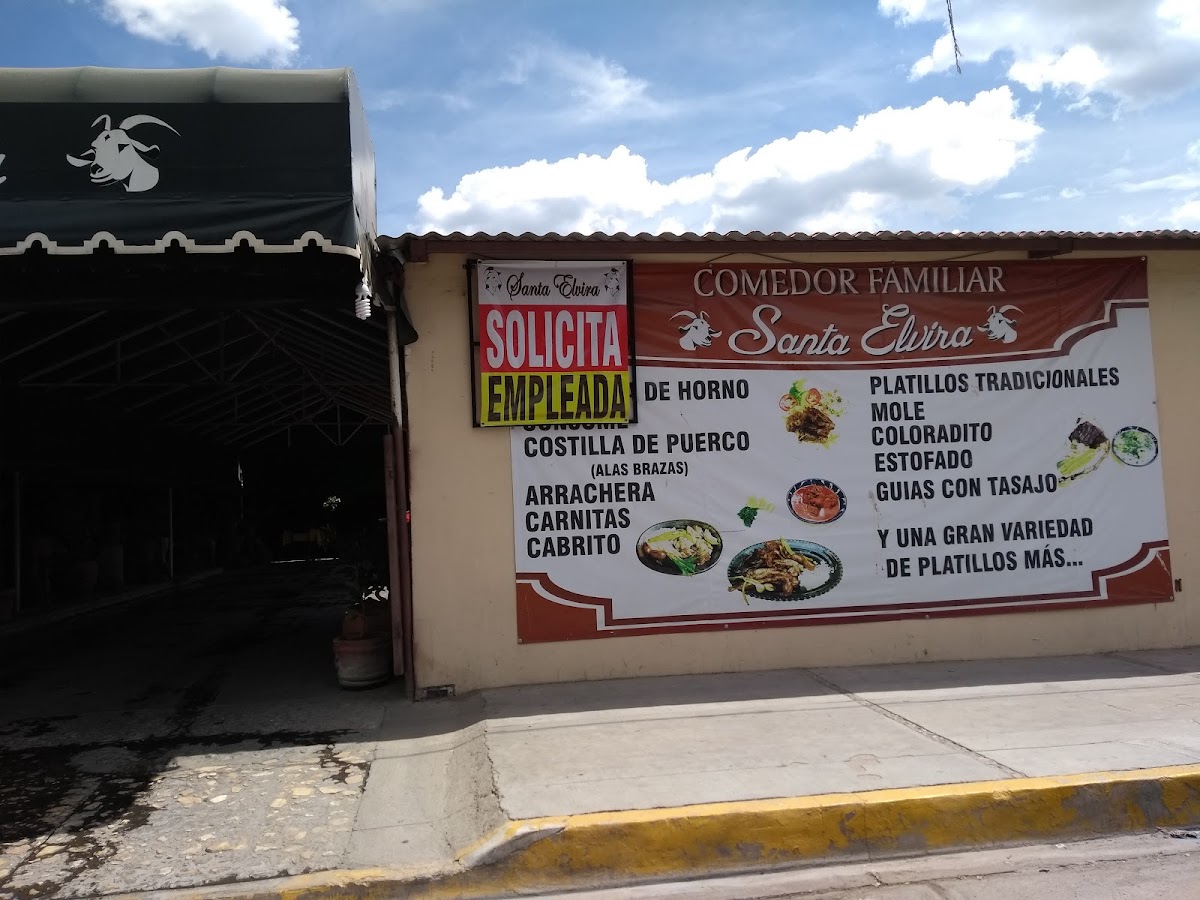 Santa Elvira
SOLICITA
EMPLEADA
COMEDOR FAMILIAR
Santa Elvira
DE HORNO
CONSOME
COSTILLA DE PUERCO
(ALAS BRAZAS)
ARRACHERA
CARNITAS
CABRITO
PLATILLOS TRADICIONALES
MOLE
COLORADITO
ESTOFADO
GUIAS CON TASAJO
Y UNA GRAN VARIEDAD
DE PLATILLOS MÁS...